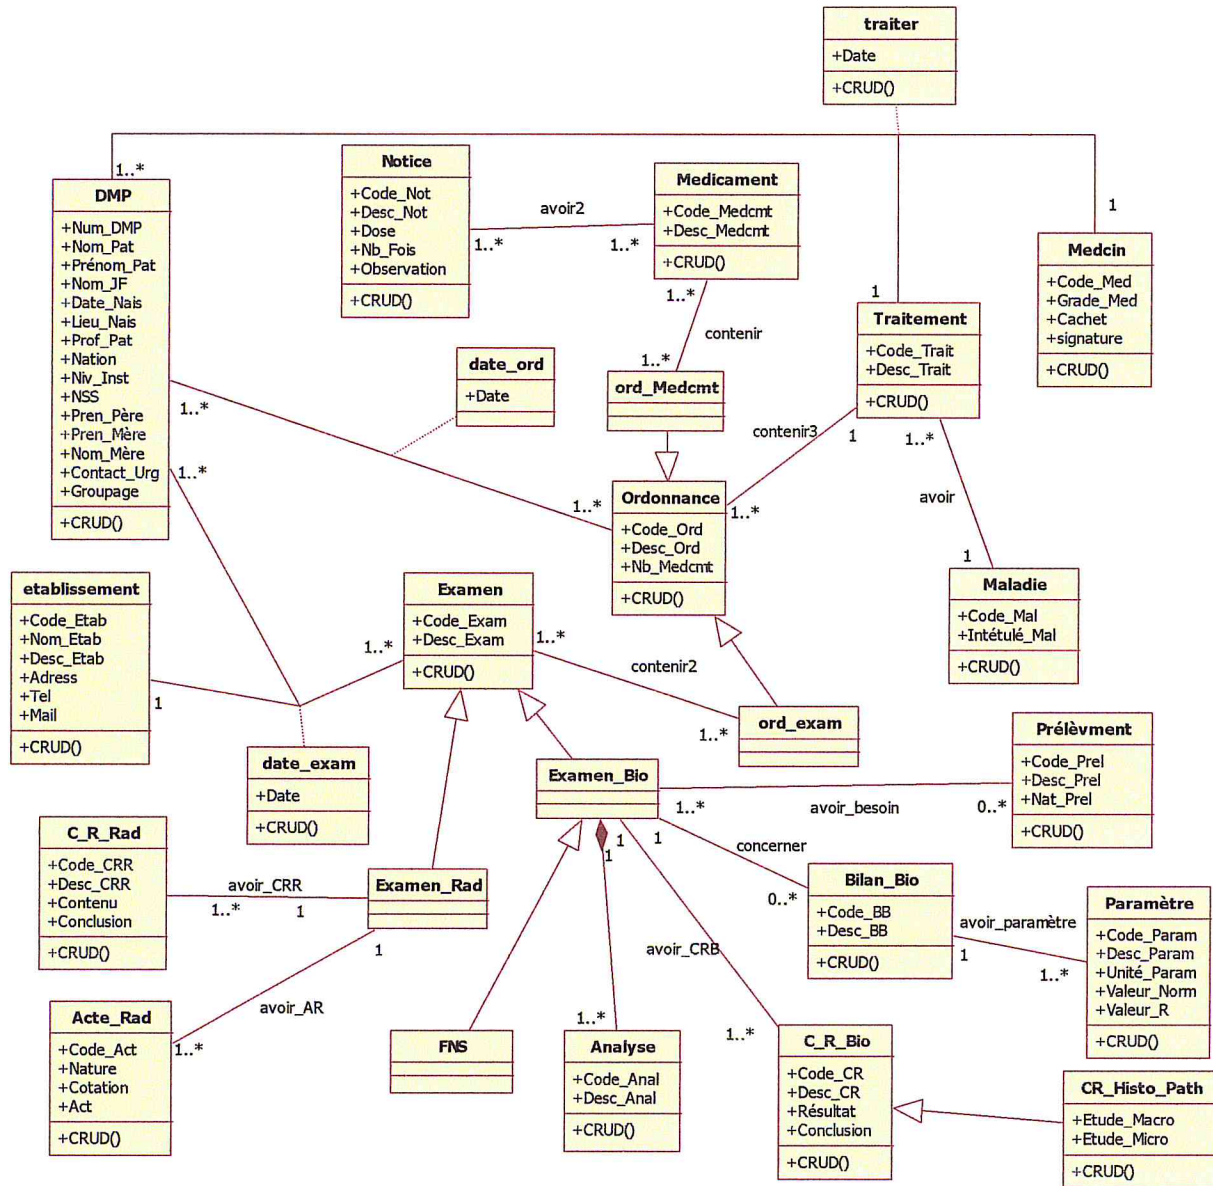 traiter
+Date
+CRUD()
1..*
DMP
+Num_DMP
+Nom_Pat
+Prénom_Pat
+Nom_JF
+Date_Nais
+Lieu_Nais
+Prof_Pat
+Nation
+Niv_Inst
+NSS
+Pren_Père
+Pren_Mère
+Nom_Mère
+Contact_Urg
+Groupage
+CRUD()
1..*
1..*
Notice
+Code_Not
+Desc_Not
+Dose
+Nb_Fois
+Observation
+CRUD()
avoir2
1..*
1..*
Medicament
+Code_Medcmt
+Desc_Medcmt
+CRUD()
1..*
contenir
1..*
1
Medcin
+Code_Med
+Grade_Med
+Cachet
+signature
+CRUD()
1
Traitement
+Code_Trait
+Desc_Trait
+CRUD()
date_ord
+Date
ord_Medcmt
contenir3
1
1..*
1..*
1..*
avoir
1
Ordonnance
+Code_Ord
+Desc_Ord
+Nb_Medcmt
+CRUD()
Maladie
+Code_Mal
+Intétulé_Mal
+CRUD()
etablissement
+Code_Etab
+Nom_Etab
+Desc_Etab
+Adress
+Tel
+Mail
+CRUD()
1
1..*
Examen
+Code_Exam
+Desc_Exam
+CRUD()
1..*
contenir2
1..*
ord_exam
date_exam
+Date
+CRUD()
Examen_Bio
1..*
avoir_besoin
0..*
Prélèvment
+Code_Prel
+Desc_Prel
+Nat_Prel
+CRUD()
C_R_Rad
+Code_CRR
+Desc_CRR
+Contenu
+Conclusion
+CRUD()
avoir_CRR
1..*
1
Examen_Rad
1
1
1
1
concerner
0..*
Bilan_Bio
+Code_BB
+Desc_BB
+CRUD()
avoir_paramètre
1
1..*
Paramètre
+Code_Param
+Desc_Param
+Unité_Param
+Valeur_Norm
+Valeur_R
+CRUD()
avoir_AR
1..*
Acte_Rad
+Code_Act
+Nature
+Cotation
+Act
+CRUD()
avoir_CRB
FNS
1..*
Analyse
+Code_Anal
+Desc_Anal
+CRUD()
1..*
C_R_Bio
+Code_CR
+Desc_CR
+Résultat
+Conclusion
+CRUD()
CR_Histo_Path
+Etude_Macro
+Etude_Micro
+CRUD()